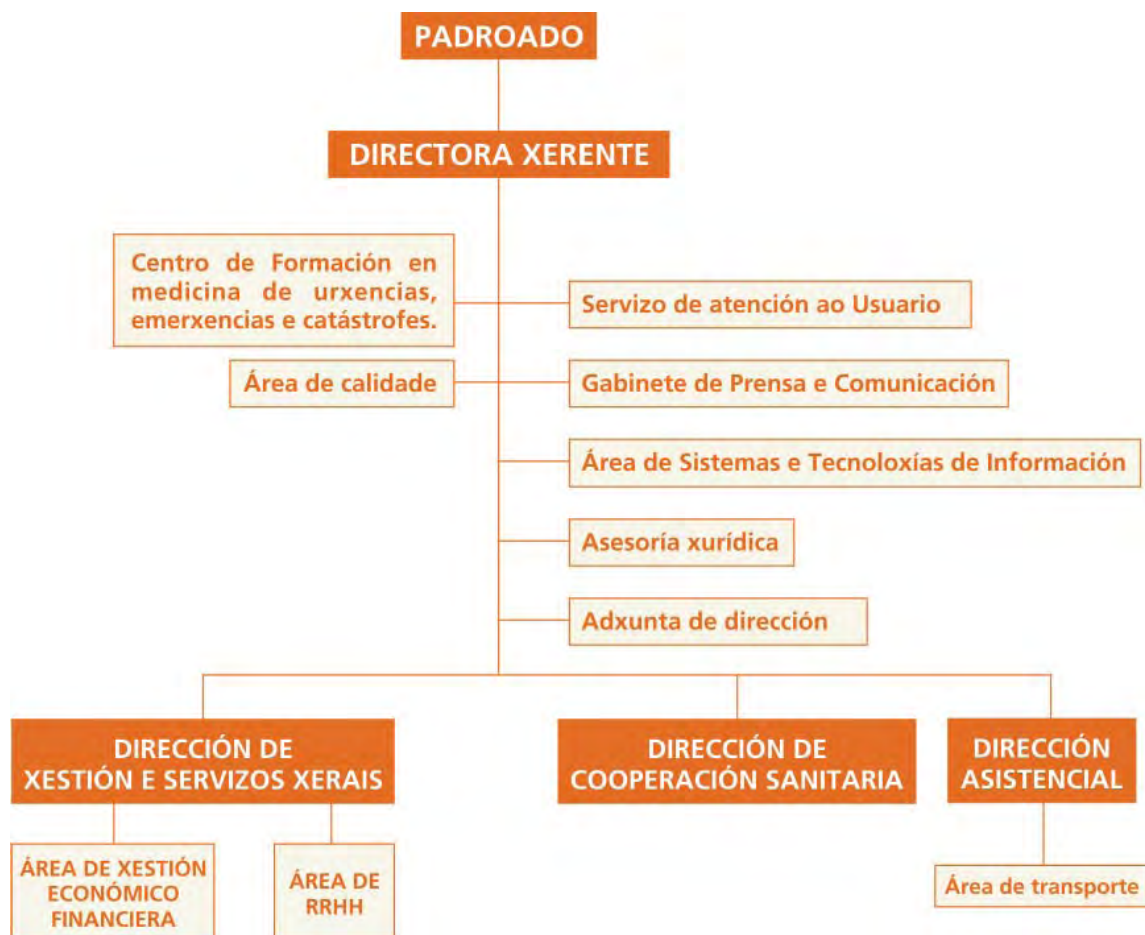 PADROADO
DIRECTORA XERENTE
Centro de Formación en
medicina de urxencias,
emerxencias e catástrofes.
Servizo de atención ao Usuario
Área de calidade
Gabinete de Prensa e Comunicación
Área de Sistemas e Tecnoloxías de Información
Asesoría xurídica
Adxunta de dirección
DIRECCIÓN DE
XESTIÓN E SERVIZOS XERAIS
DIRECCIÓN DE
COOPERACIÓN SANITARIA
DIRECCIÓN
ASISTENCIAL
ÁREA DE XESTIÓN
ECONÓMICO
FINANCIERA
ÁREA DE
RRHH
Área de transporte